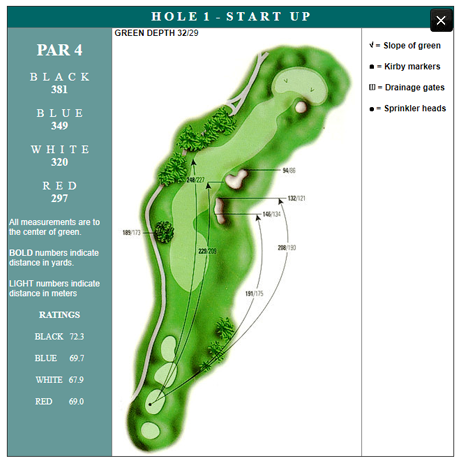 HOLE 1 - START UP
PAR 4
BLACK
381
BLUE
349
WHITE
320
RED
297
All measurements are to
the center of green.
BOLD numbers indicate
distance in yards.
LIGHT numbers indicate
distance in meters
RATINGS
BLACK 72.3
BLUE 69.7
WHITE 67.9
RED 69.0
GREEN DEPTH 32/29
94/86
248/227
132/121
146/134
189/173
229/209
208/190
191/175
= Slope of green
= Kirby markers
= Drainage gates
= Sprinkler heads